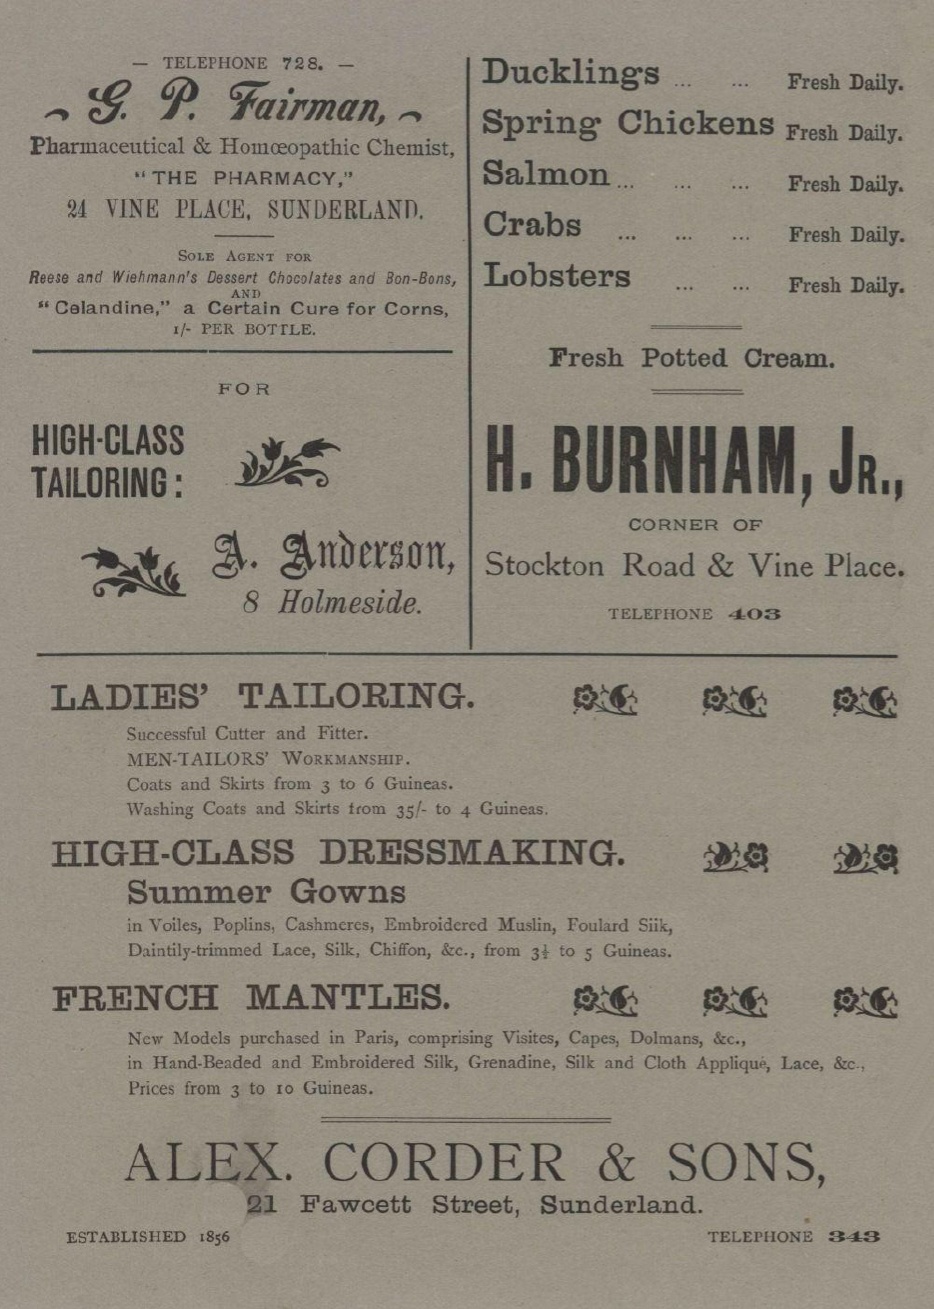 — TELEPHONE 728. —
G. P. Fairman,
Pharmaceutical & Homœopathic Chemist,
"THE PHARMACY,"
24 VINE PLACE, SUNDERLAND.
SOLE AGENT FOR
Reese and Wiehmann's Dessert Chocolates and Bon-Bons,
AND
"Celandine," a Certain Cure for Corns,
1/- PER BOTTLE.
FOR
HIGH-CLASS
TAILORING:
A. Anderson,
8 Holmeside.
Ducklings ... ... Fresh Daily.
Spring Chickens Fresh Daily.
Salmon ... ... ... Fresh Daily.
Crabs ... ... ... Fresh Daily.
Lobsters ... ... Fresh Daily.
Fresh Potted Cream.
H. BURNHAM, JR.,
CORNER OF
Stockton Road & Vine Place.
TELEPHONE 403
LADIES' TAILORING.
Successful Cutter and Fitter.
MEN-TAILORS' WORKMANSHIP.
Coats and Skirts from 3 to 6 Guineas.
Washing Coats and Skirts from 35/- to 4 Guineas.
HIGH-CLASS DRESSMAKING.
Summer Gowns
in Voiles, Poplins, Cashmeres, Embroidered Muslin, Foulard Silk,
Daintily-trimmed Lace, Silk, Chiffon, &c., from 3½ to 5 Guineas.
FRENCH MANTLES.
New Models purchased in Paris, comprising Visites, Capes, Dolmans, &c.,
in Hand-Beaded and Embroidered Silk, Grenadine, Silk and Cloth Appliqué, Lace, &c.,
Prices from 3 to 10 Guineas.
ALEX. CORDER & SONS,
21 Fawcett Street, Sunderland.
ESTABLISHED 1856 TELEPHONE 343